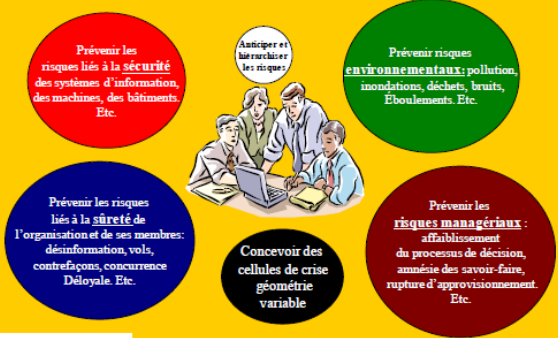 Prévenir les
risques liés à la sécurité
des systèmes d'information,
des machines, des bâtiments.
Etc.
Anticiper et
hiérarchiser
les risques
Prévenir risques
environnementaux: pollution,
inondations, déchets, bruits,
Éboulements. Etc.
Prévenir les risques
liés à la sûreté de
l'organisation et de ses membres:
désinformation, vols,
contrefaçons, concurrence
Déloyale. Etc.
Concevoir des
cellules de crise
géométrie
variable
Prévenir les
risques managériaux :
affaiblissement
du processus de décision,
amnésie des savoir-faire,
rupture d'approvisionnement.
Etc.